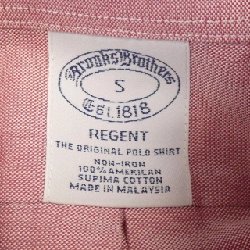 Brooks Brothers
S
Est. 1818
REGENT
THE ORIGINAL POLO SHIRT
NON-IRON
100% AMERICAN
SUPIMA COTTON
MADE IN MALAYSIA